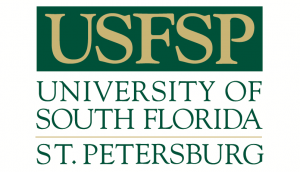 USFSP
UNIVERSITY OF
SOUTH FLORIDA
ST. PETERSBURG